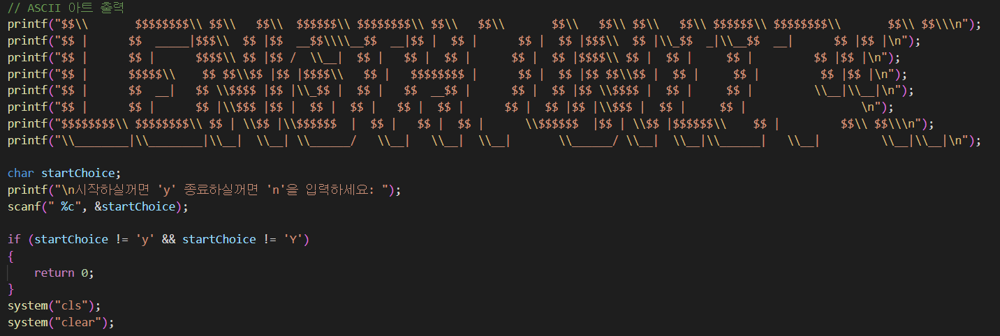 // ASCII 아트 출력
printf("$$\\       $$$$$$$$\\ $$\\   $$\\  $$$$$$\\ $$$$$$$$\\ $$\\   $$\\       $$\\   $$\\ $$\\   $$\\ $$$$$$\\ $$$$$$$$\\       $$\\ $$\\\n");
printf("$$ |      $$  _____|$$$\\  $$ |$$  __$$\\\\__$$  __|$$ |  $$ |      $$ |  $$ |$$$\\  $$ |\\_$$  _|\\__$$  __|      $$ |$$ |\n");
printf("$$ |      $$ |      $$$$\\ $$ |$$ /  \\__|  $$ |   $$ |  $$ |      $$ |  $$ |$$$$\\ $$ |  $$ |     $$ |         $$ |$$ |\n");
printf("$$ |      $$$$$\\    $$ $$\\$$ |$$ |$$$$\\   $$ |   $$$$$$$$ |      $$ |  $$ |$$ $$\\$$ |  $$ |     $$ |         $$ |$$ |\n");
printf("$$ |      $$  __|   $$ \\$$$$ |$$ |\\_$$ |  $$ |   $$  __$$ |      $$ |  $$ |$$ \\$$$$ |  $$ |     $$ |         \\__|\\__|\n");
printf("$$ |      $$ |      $$ |\\$$$ |$$ |  $$ |  $$ |   $$ |  $$ |      $$ |  $$ |$$ |\\$$$ |  $$ |     $$ |                 \n");
printf("$$$$$$$$\\ $$$$$$$$\\ $$ | \\$$ |\\$$$$$$  |  $$ |   $$ |  $$ |      \\$$$$$$  |$$ | \\$$ |$$$$$$\\    $$ |         $$\\ $$\\\n");
printf("\\________|\\________|\\__|  \\__| \\______/   \\__|   \\__|  \\__|       \\______/ \\__|  \\__|\\______|   \\__|         \\__|\\__|\n");
char startChoice;
printf("\n시작하실꺼면 'y' 종료하실꺼면 'n'을 입력하세요: ");
scanf(" %c", &startChoice);
if (startChoice != 'y' && startChoice != 'Y')
{
    return 0;
}
system("cls");
system("clear");